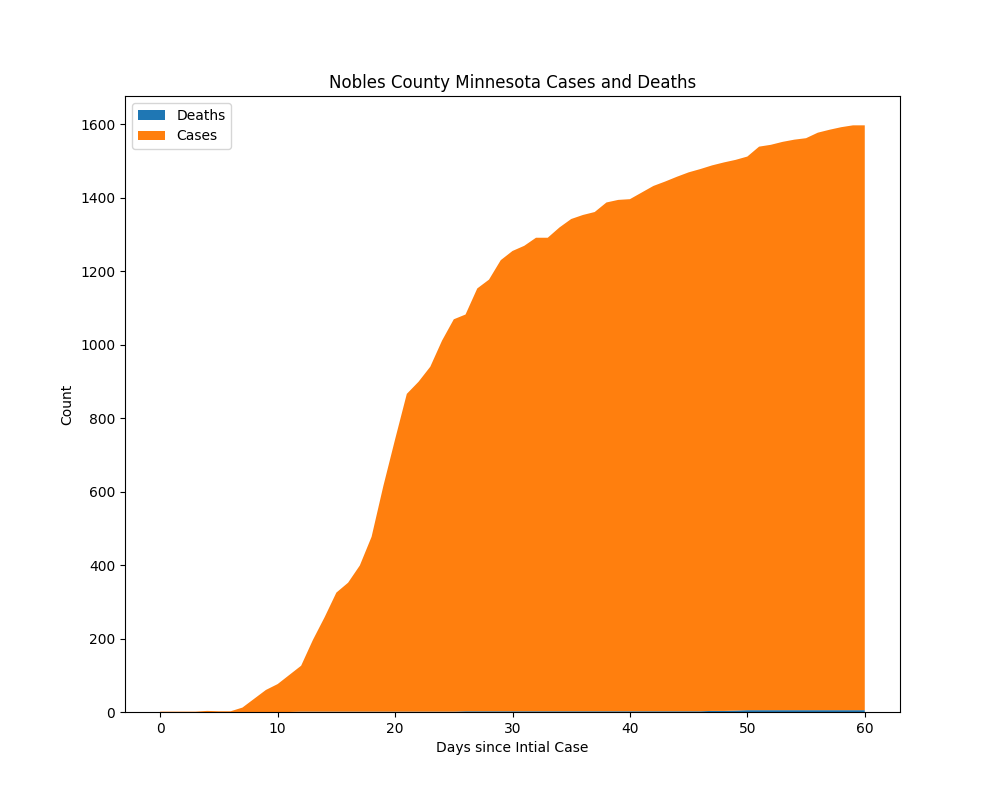 Nobles County Minnesota Cases and Deaths
Deaths
Cases
1600
1400
1200
1000
800
600
400
200
0
Count
0 10 20 30 40 50 60
Days since Intial Case